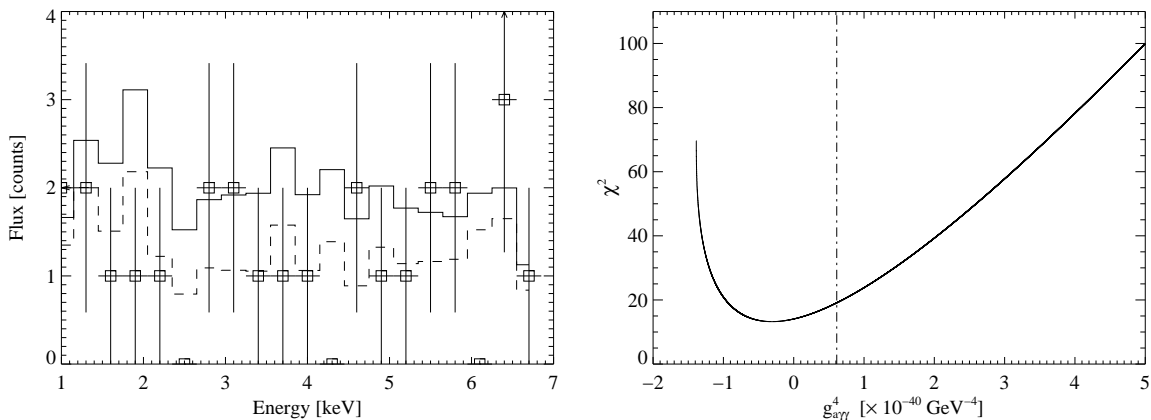 4
3
2
1
0
Flux [counts]
1 2 3 4 5 6 7
Energy [keV]
100
80
60
40
20
0
χ²
−2 −1 0 1 2 3 4 5
g⁴aγγ [× 10⁻⁴⁰ GeV⁻⁴]